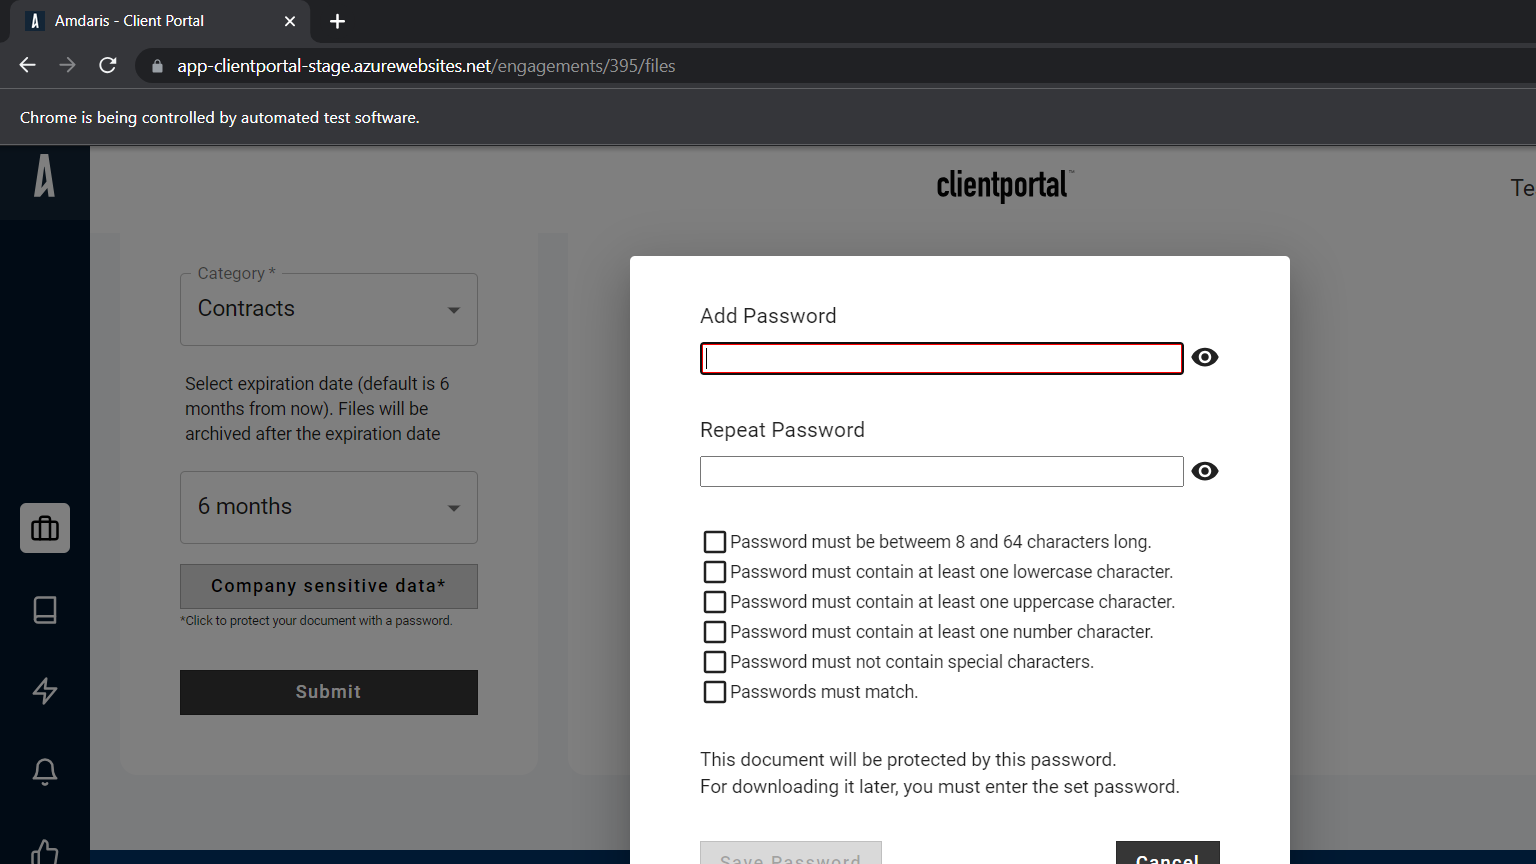 Amdaris - Client Portal
app-clientportal-stage.azurewebsites.net/engagements/395/files
Chrome is being controlled by automated test software.
clientportal™
Te
Category *
Contracts
Select expiration date (default is 6
months from now). Files will be
archived after the expiration date
6 months
Company sensitive data*
*Click to protect your document with a password.
Submit
Add Password
Repeat Password
Password must be betweem 8 and 64 characters long.
Password must contain at least one lowercase character.
Password must contain at least one uppercase character.
Password must contain at least one number character.
Password must not contain special characters.
Passwords must match.
This document will be protected by this password.
For downloading it later, you must enter the set password.
Save Password
Cancel